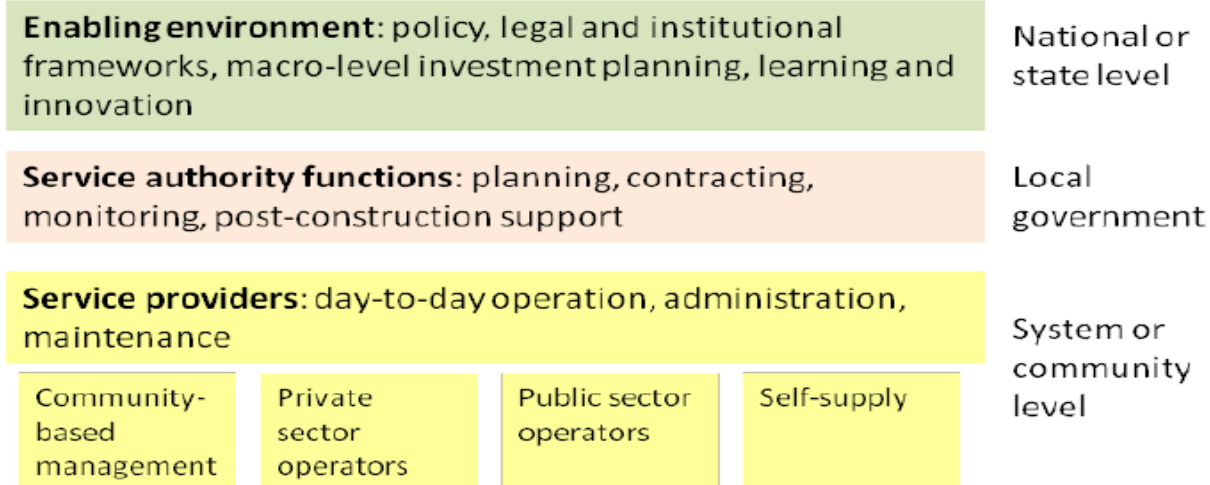 Enabling environment: policy, legal and institutional
frameworks, macro-level investment planning, learning and
innovation
National or
state level
Service authority functions: planning, contracting,
monitoring, post-construction support
Local
government
Service providers: day-to-day operation, administration,
maintenance
System or
community
level
Community-
based
management
Private
sector
operators
Public sector
operators
Self-supply